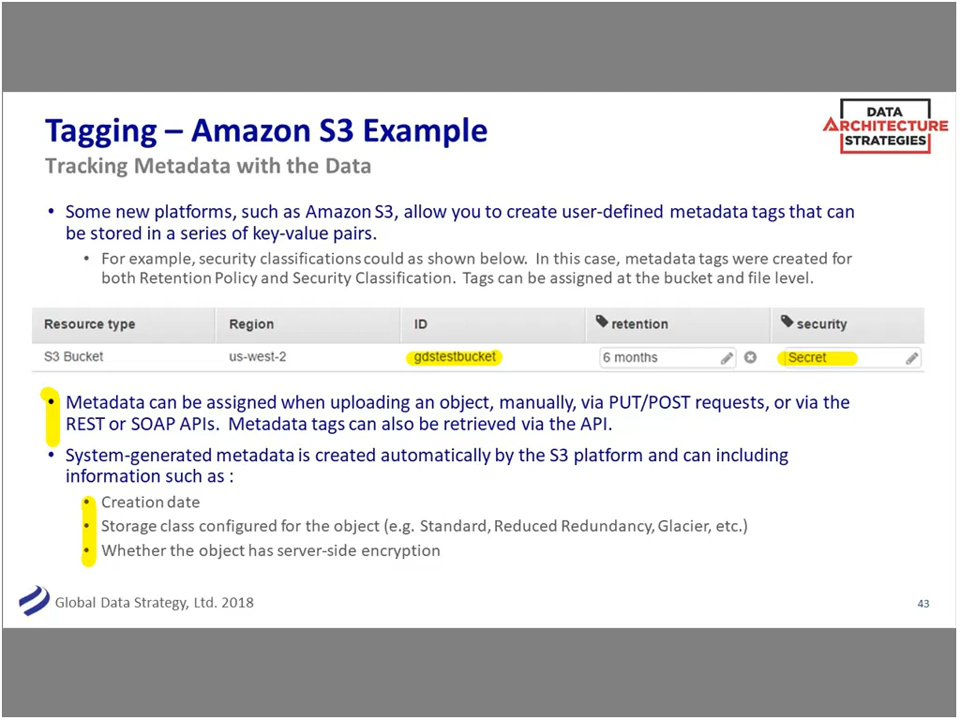 Tagging – Amazon S3 Example
Tracking Metadata with the Data
DATA
ARCHITECTURE
STRATEGIES
• Some new platforms, such as Amazon S3, allow you to create user-defined metadata tags that can
be stored in a series of key-value pairs.
• For example, security classifications could as shown below. In this case, metadata tags were created for
both Retention Policy and Security Classification. Tags can be assigned at the bucket and file level.
Resource type Region ID retention security
S3 Bucket us-west-2 gdstestbucket 6 months Secret
• Metadata can be assigned when uploading an object, manually, via PUT/POST requests, or via the
REST or SOAP APIs. Metadata tags can also be retrieved via the API.
• System-generated metadata is created automatically by the S3 platform and can including
information such as :
• Creation date
• Storage class configured for the object (e.g. Standard, Reduced Redundancy, Glacier, etc.)
• Whether the object has server-side encryption
Global Data Strategy, Ltd. 2018
43